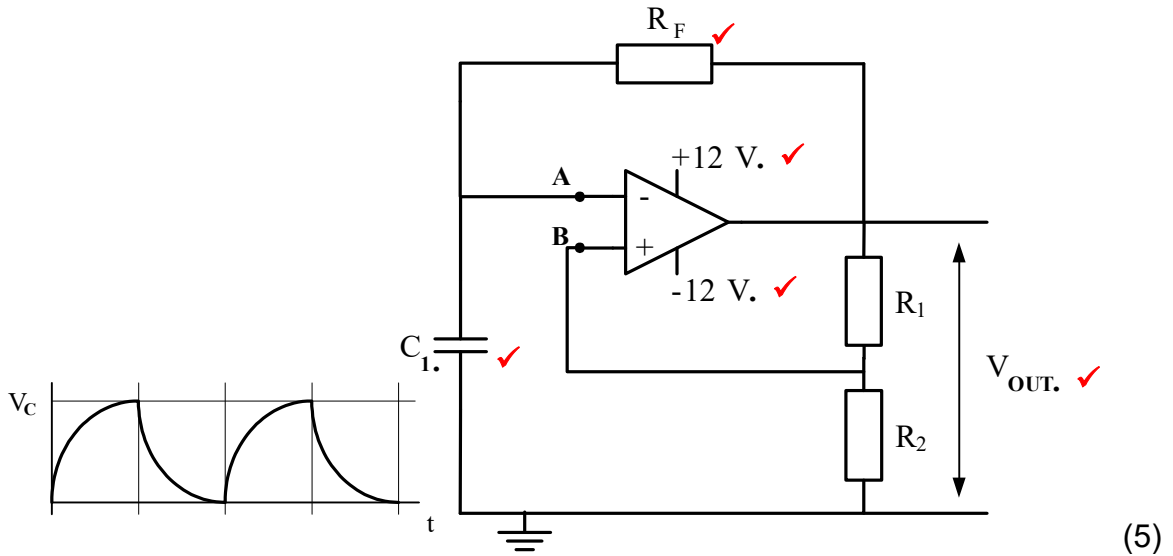 R F
+12 V.
A
-
B
+
-12 V.
R1
C1.
VOUT.
VC
R2
t
(5)